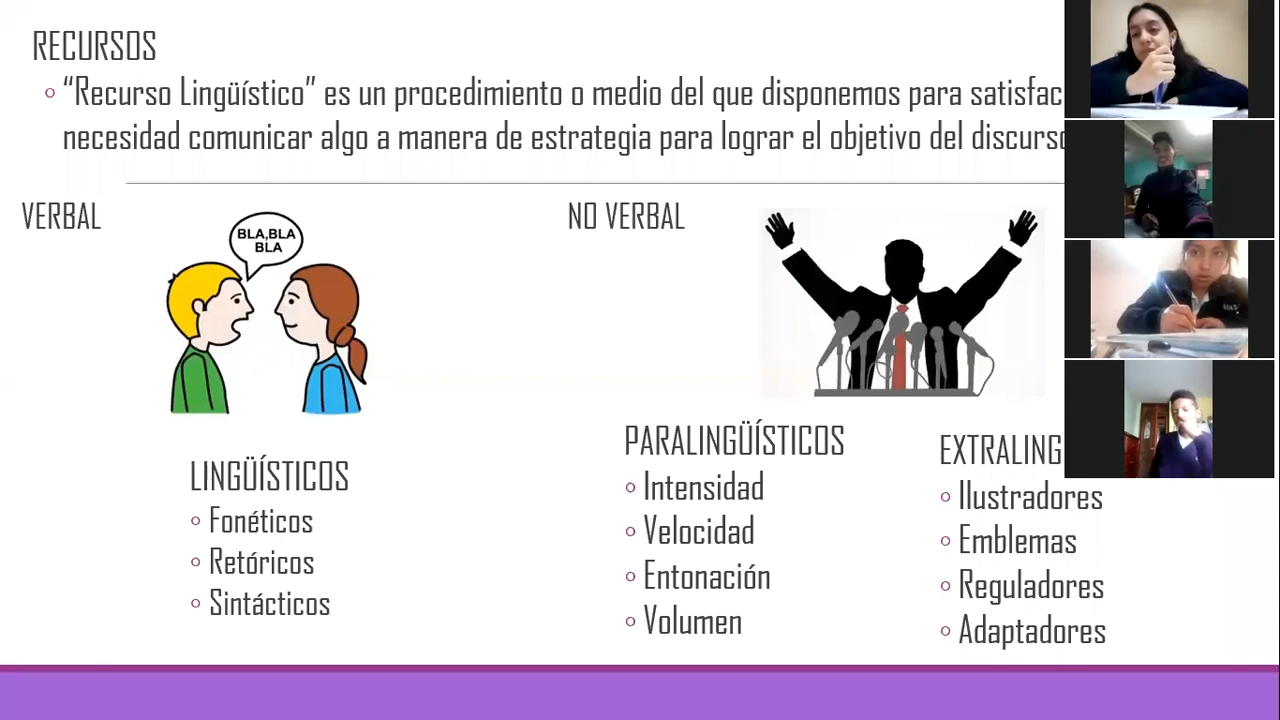 RECURSOS
“Recurso Lingüístico” es un procedimiento o medio del que disponemos para satisfac
necesidad comunicar algo a manera de estrategia para lograr el objetivo del discurso
VERBAL
BLA,BLA
BLA
NO VERBAL
LINGÜÍSTICOS
Fonéticos
Retóricos
Sintácticos
PARALINGÜÍSTICOS
Intensidad
Velocidad
Entonación
Volumen
EXTRALING
Ilustradores
Emblemas
Reguladores
Adaptadores